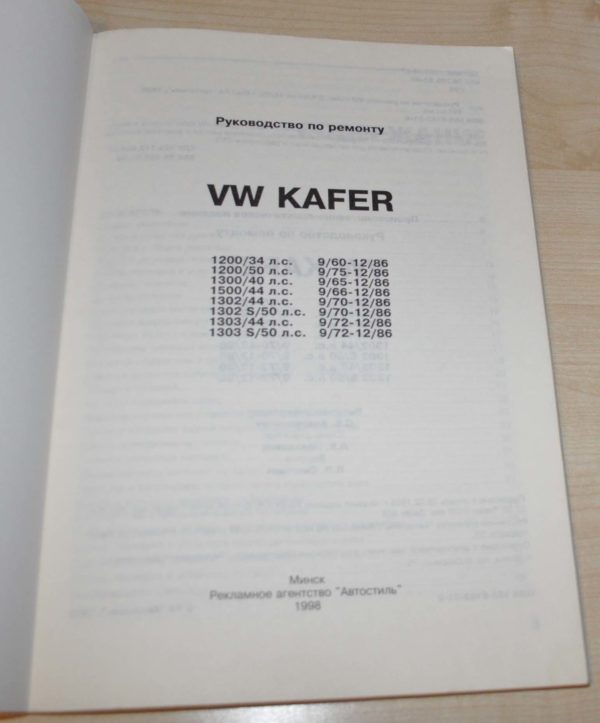 Руководство по ремонту
VW KAFER
1200/34 л.с. 9/60-12/86
1200/50 л.с. 9/75-12/86
1300/40 л.с. 9/65-12/86
1500/44 л.с. 9/66-12/86
1302/44 л.с. 9/70-12/86
1302 S/50 л.с. 9/70-12/86
1303/44 л.с. 9/72-12/86
1303 S/50 л.с. 9/72-12/86
Минск
Рекламное агентство "Автостиль"
1998